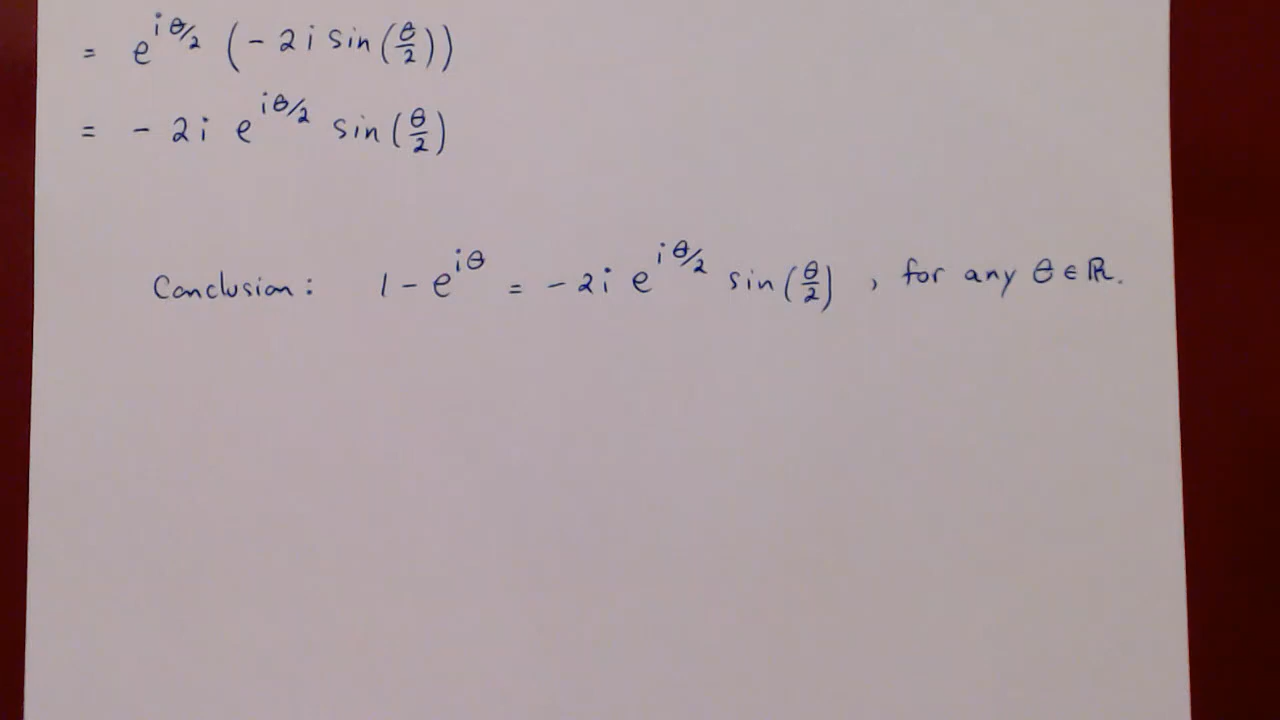 = e^{iθ/2} (-2i sin(θ/2))
= -2i e^{iθ/2} sin(θ/2)
Conclusion: 1 - e^{iθ} = -2i e^{iθ/2} sin(θ/2), for any θ ∈ ℝ.